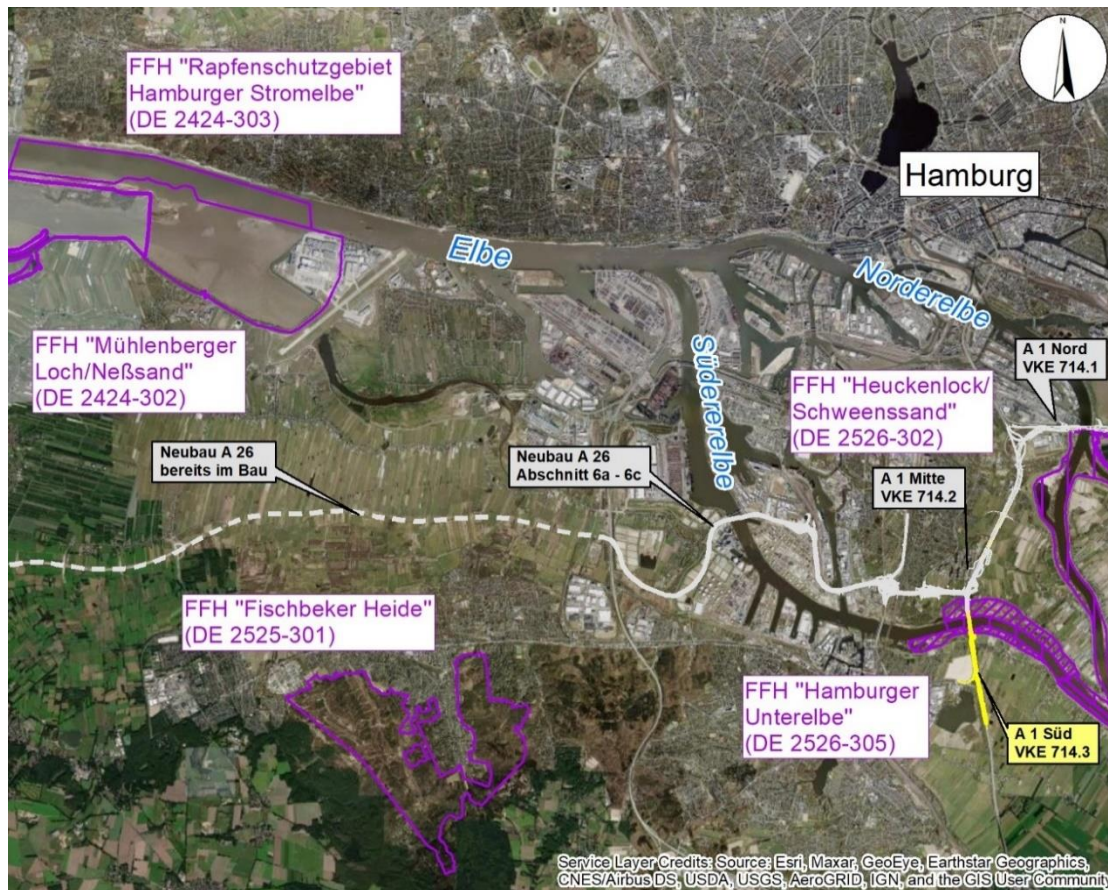 N
FFH "Rapfenschutzgebiet
Hamburger Stromelbe"
(DE 2424-303)
Hamburg
Elbe
Norderelbe
Süderelbe
FFH "Mühlenberger
Loch/Neßsand"
(DE 2424-302)
A 1 Nord
VKE 714.1
FFH "Heuckenlock/
Schweenssand"
(DE 2526-302)
Neubau A 26
bereits im Bau
Neubau A 26
Abschnitt 6a - 6c
A 1 Mitte
VKE 714.2
FFH "Fischbeker Heide"
(DE 2525-301)
FFH "Hamburger
Unterelbe"
(DE 2526-305)
A 1 Süd
VKE 714.3
Service Layer Credits: Source: Esri, Maxar, GeoEye, Earthstar Geographics,
CNES/Airbus DS, USDA, USGS, AeroGRID, IGN, and the GIS User Community